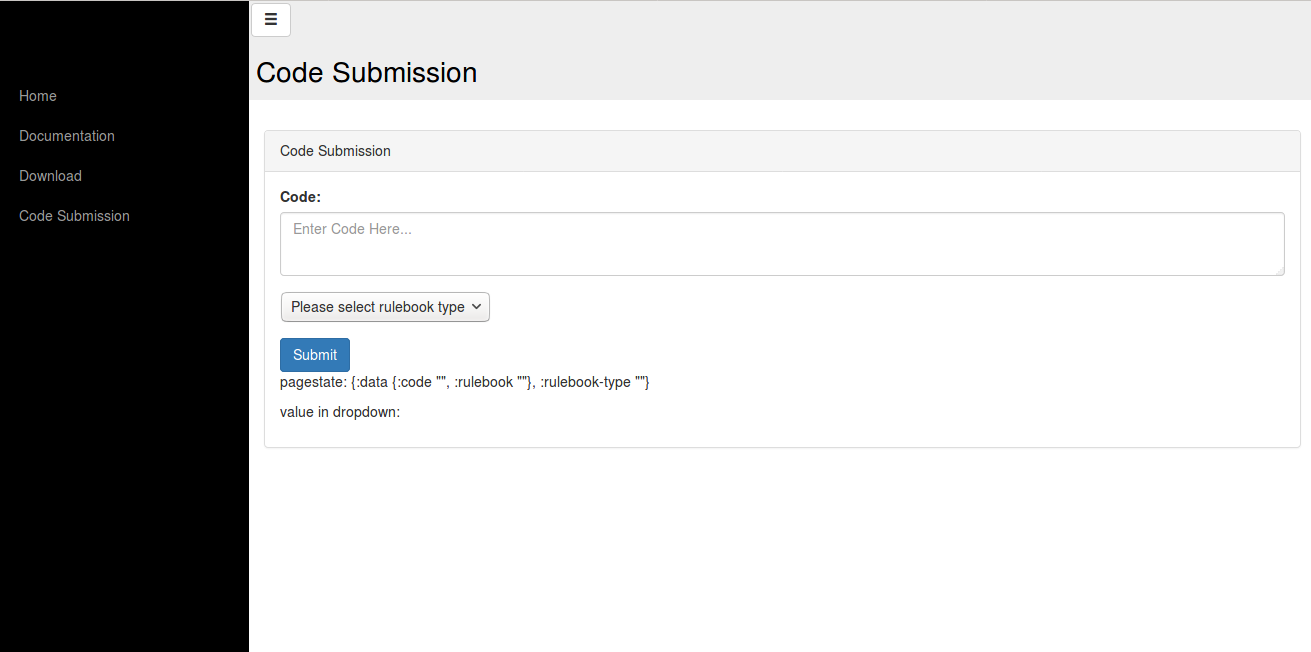 ☰
Code Submission
Home
Documentation
Download
Code Submission
Code Submission
Code:
Enter Code Here...
Please select rulebook type
Submit
pagestate: {:data {:code "", :rulebook ""}, :rulebook-type ""}
value in dropdown: